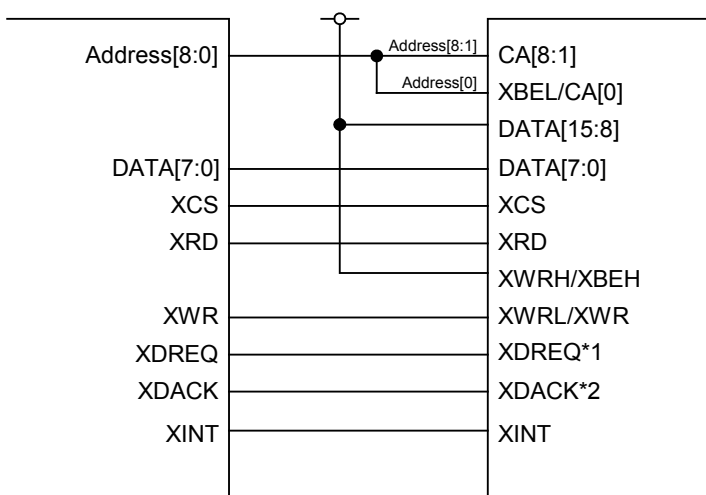 Address[8:0] Address[8:1] CA[8:1]
Address[0] XBEL/CA[0]
DATA[15:8]
DATA[7:0] DATA[7:0]
XCS XCS
XRD XRD
XWRH/XBEH
XWR XWRL/XWR
XDREQ XDREQ*1
XDACK XDACK*2
XINT XINT